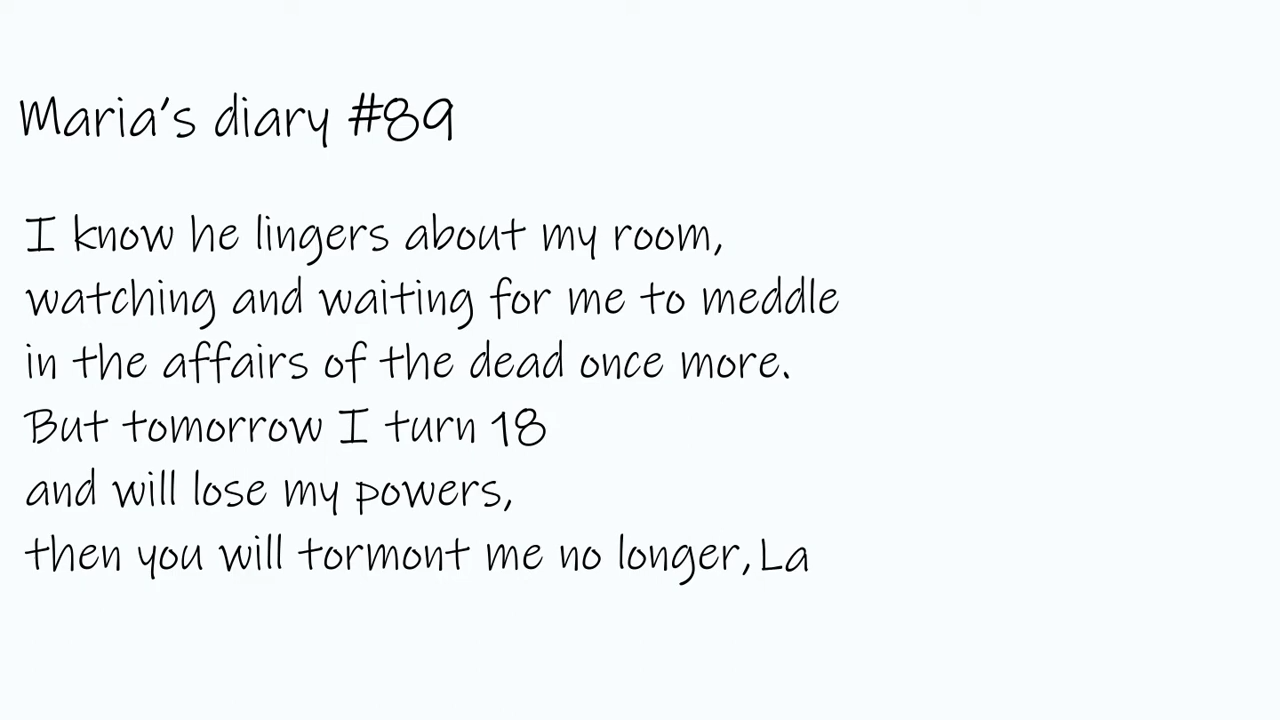 Maria's diary #89
I know he lingers about my room,
watching and waiting for me to meddle
in the affairs of the dead once more.
But tomorrow I turn 18
and will lose my powers,
then you will tormont me no longer, La